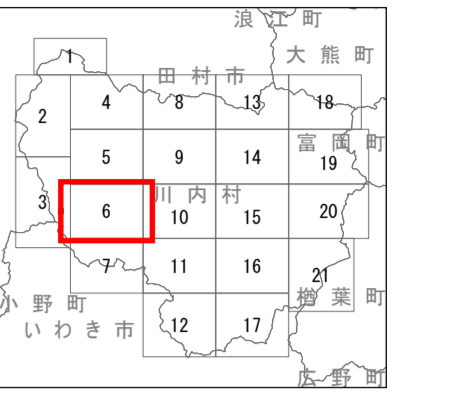 浪江町
大熊町
1
田村市
2 4 8 13 18
富岡町
5 9 14 19
川内村
3 6 10 15 20
7 11 16 21
小野町
楢葉町
いわき市
12 17
広野町